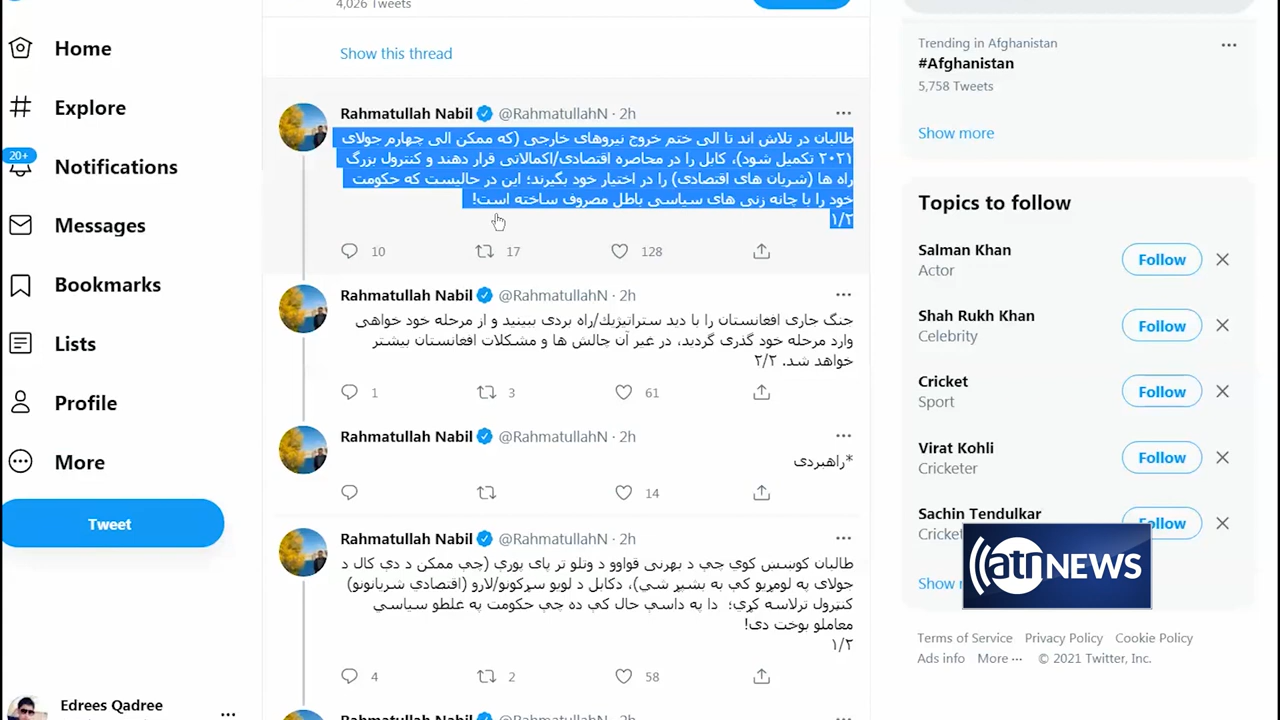 4,026 Tweets
Show this thread
Home
Explore
20+
Notifications
Messages
Bookmarks
Lists
Profile
More
Tweet
Edrees Qadree
Rahmatullah Nabil @RahmatullahN · 2h
طالبان در تلاش اند تا الی ختم خروج نیروهای خارجی (که ممکن الی چهارم جولای
۲۰۲۱ تکمیل شود)، کابل را در محاصره اقتصادی/اکمالاتی قرار دهند و کنترول بزرگ
راه ها (شریان های اقتصادی) را در اختیار خود بگیرند؛ این در حالیست که حکومت
خود را با چانه زنی های سیاسی باطل مصروف ساخته است!
۱/۲
10 17 128
Rahmatullah Nabil @RahmatullahN · 2h
جنگ جاری افغانستان را با دید ستراتیژیك/راه بردی ببینید و از مرحله خود خواهی
وارد مرحله خود گذری گردید، در غیر آن چالش ها و مشکلات افغانستان بیشتر
خواهد شد. ۲/۲
1 3 61
Rahmatullah Nabil @RahmatullahN · 2h
*راهبردی
14
Rahmatullah Nabil @RahmatullahN · 2h
طالبان کوښښ کوي چې د بهرني قواوو د وتلو تر پای پورې (چې ممکن د دې کال د
جولای په لومړیو کې به بشپړ شي)، دکابل د لویو سړکونو/لارو (اقتصادي شریانونو)
کنټرول ترلاسه کړي؛ دا په داسې حال کې ده چې حکومت په غلطو سیاسي
معاملو بوخت دی!
۱/۲
4 2 58
Rahmatullah Nabil @RahmatullahN · 2h
Trending in Afghanistan
#Afghanistan
5,758 Tweets
Show more
Topics to follow
Salman Khan
Actor
Follow
Shah Rukh Khan
Celebrity
Follow
Cricket
Sport
Follow
Virat Kohli
Cricketer
Follow
Sachin Tendulkar
Follow
Show
atn NEWS
Terms of Service Privacy Policy Cookie Policy
Ads info More ··· © 2021 Twitter, Inc.